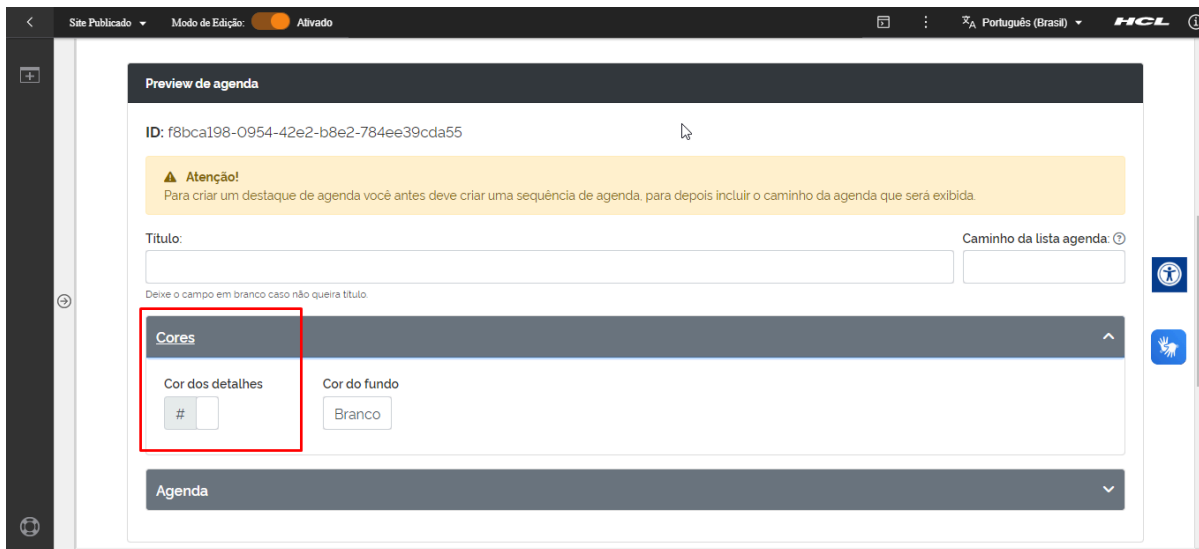 Site Publicado Modo de Edição: Ativado Português (Brasil) HCL
Preview de agenda
ID: f8bca198-0954-42e2-b8e2-784ee39cda55
Atenção!
Para criar um destaque de agenda você antes deve criar uma sequência de agenda, para depois incluir o caminho da agenda que será exibida.
Título: Caminho da lista agenda:
Deixe o campo em branco caso não queira título.
Cores
Cor dos detalhes Cor do fundo
# Branco
Agenda